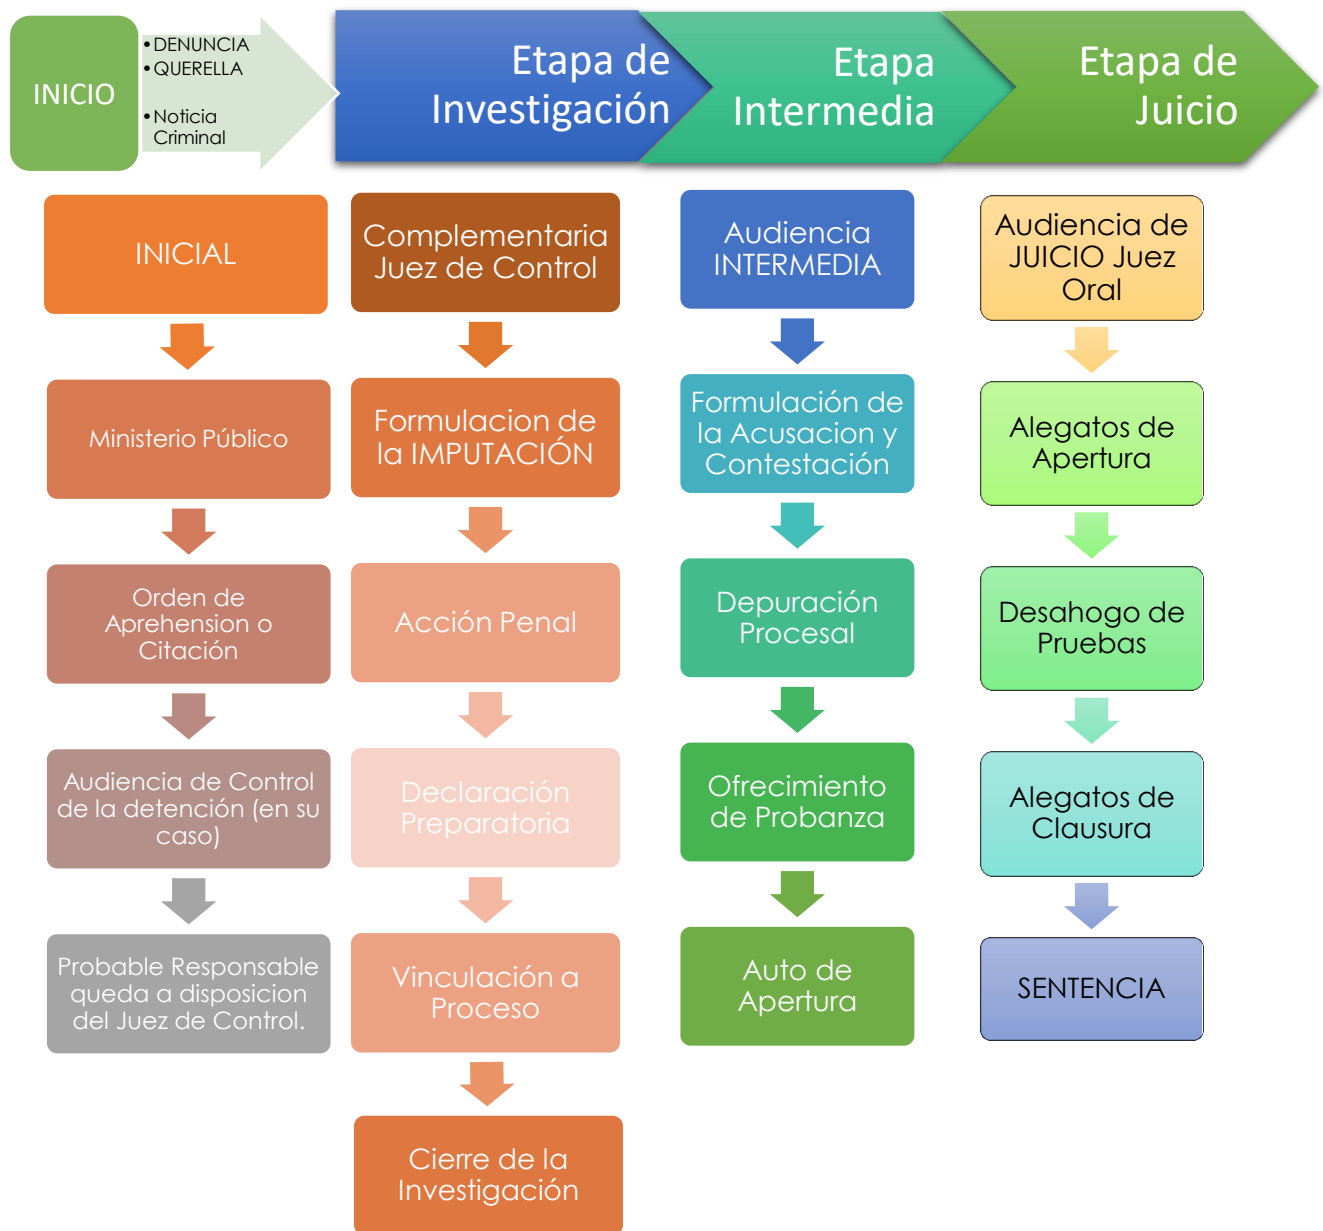 INICIO
•DENUNCIA
•QUERELLA
•Noticia
Criminal
Etapa de
Investigación
Etapa
Intermedia
Etapa de
Juicio
INICIAL
Ministerio Público
Orden de
Aprehension o
Citación
Audiencia de Control
de la detención (en su
caso)
Probable Responsable
queda a disposicion
del Juez de Control.
Complementaria
Juez de Control
Formulacion de
la IMPUTACIÓN
Acción Penal
Declaración
Preparatoria
Vinculación a
Proceso
Cierre de la
Investigación
Audiencia
INTERMEDIA
Formulación de
la Acusacion y
Contestación
Depuración
Procesal
Ofrecimiento
de Probanza
Auto de
Apertura
Audiencia de
JUICIO Juez
Oral
Alegatos de
Apertura
Desahogo de
Pruebas
Alegatos de
Clausura
SENTENCIA